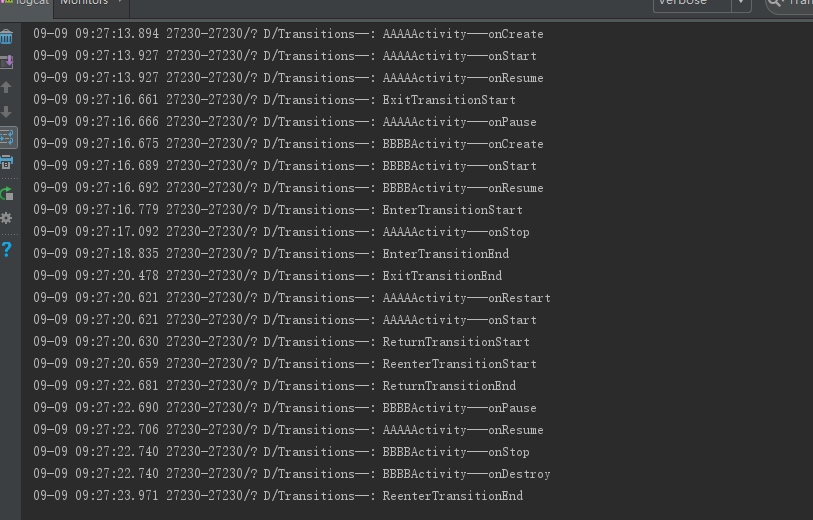 logcat Monitors Verbose
09-09 09:27:13.894 27230-27230/? D/Transitions——: AAAAActivity———onCreate
09-09 09:27:13.927 27230-27230/? D/Transitions——: AAAAActivity———onStart
09-09 09:27:13.927 27230-27230/? D/Transitions——: AAAAActivity———onResume
09-09 09:27:16.661 27230-27230/? D/Transitions——: ExitTransitionStart
09-09 09:27:16.666 27230-27230/? D/Transitions——: AAAAActivity———onPause
09-09 09:27:16.675 27230-27230/? D/Transitions——: BBBBActivity———onCreate
09-09 09:27:16.689 27230-27230/? D/Transitions——: BBBBActivity———onStart
09-09 09:27:16.692 27230-27230/? D/Transitions——: BBBBActivity———onResume
09-09 09:27:16.779 27230-27230/? D/Transitions——: EnterTransitionStart
09-09 09:27:17.092 27230-27230/? D/Transitions——: AAAAActivity———onStop
09-09 09:27:18.835 27230-27230/? D/Transitions——: EnterTransitionEnd
09-09 09:27:20.478 27230-27230/? D/Transitions——: ExitTransitionEnd
09-09 09:27:20.621 27230-27230/? D/Transitions——: AAAAActivity———onRestart
09-09 09:27:20.621 27230-27230/? D/Transitions——: AAAAActivity———onStart
09-09 09:27:20.630 27230-27230/? D/Transitions——: ReturnTransitionStart
09-09 09:27:20.659 27230-27230/? D/Transitions——: ReenterTransitionStart
09-09 09:27:22.681 27230-27230/? D/Transitions——: ReturnTransitionEnd
09-09 09:27:22.690 27230-27230/? D/Transitions——: BBBBActivity———onPause
09-09 09:27:22.706 27230-27230/? D/Transitions——: AAAAActivity———onResume
09-09 09:27:22.740 27230-27230/? D/Transitions——: BBBBActivity———onStop
09-09 09:27:22.740 27230-27230/? D/Transitions——: BBBBActivity———onDestroy
09-09 09:27:23.971 27230-27230/? D/Transitions——: ReenterTransitionEnd